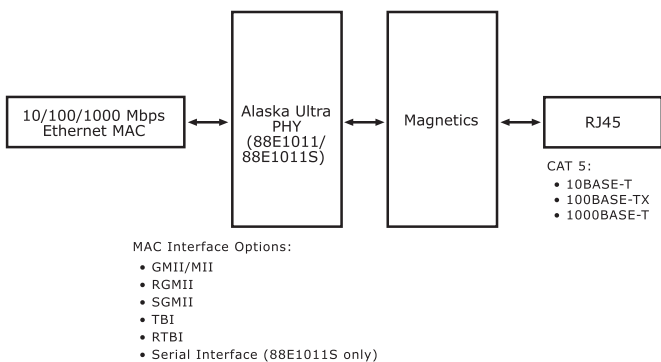 10/100/1000 Mbps
Ethernet MAC
Alaska Ultra
PHY
(88E1011/
88E1011S)
Magnetics
RJ45
CAT 5:
• 10BASE-T
• 100BASE-TX
• 1000BASE-T
MAC Interface Options:
• GMII/MII
• RGMII
• SGMII
• TBI
• RTBI
• Serial Interface (88E1011S only)